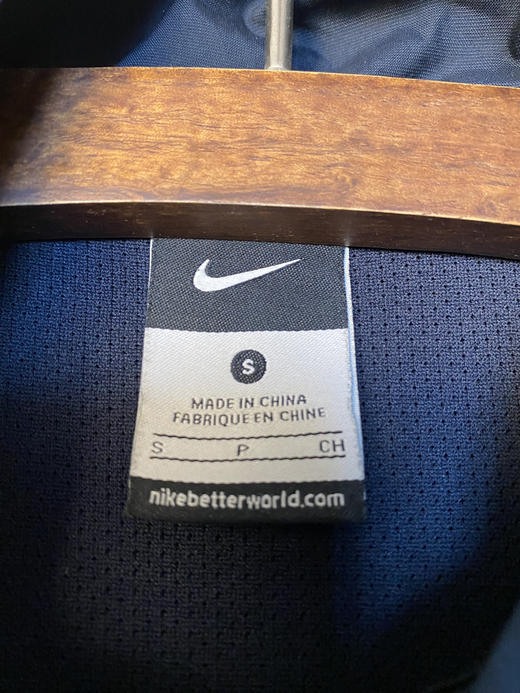 S
MADE IN CHINA
FABRIQUE EN CHINE
S P CH
nikebetterworld.com